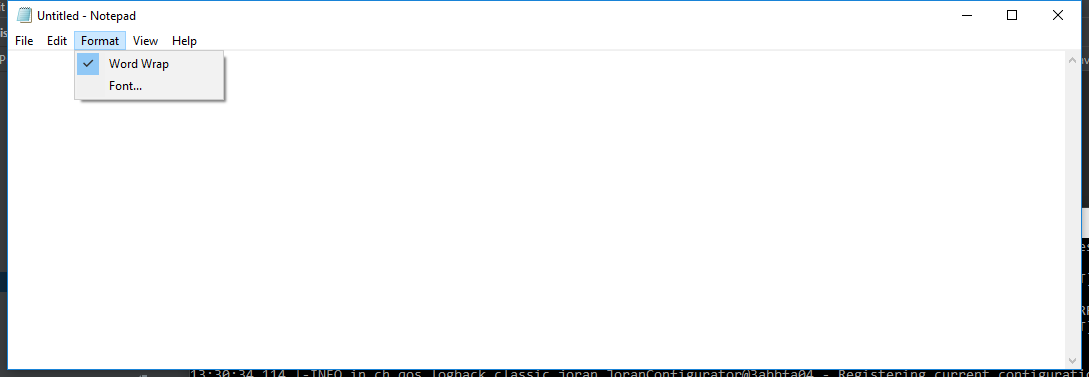 Untitled - Notepad
File Edit Format View Help
Word Wrap
Font...
13:30:34,114 |-INFO in ch.qos.logback.classic.joran.JoranConfigurator@3abbfa04 - Registering current configurati